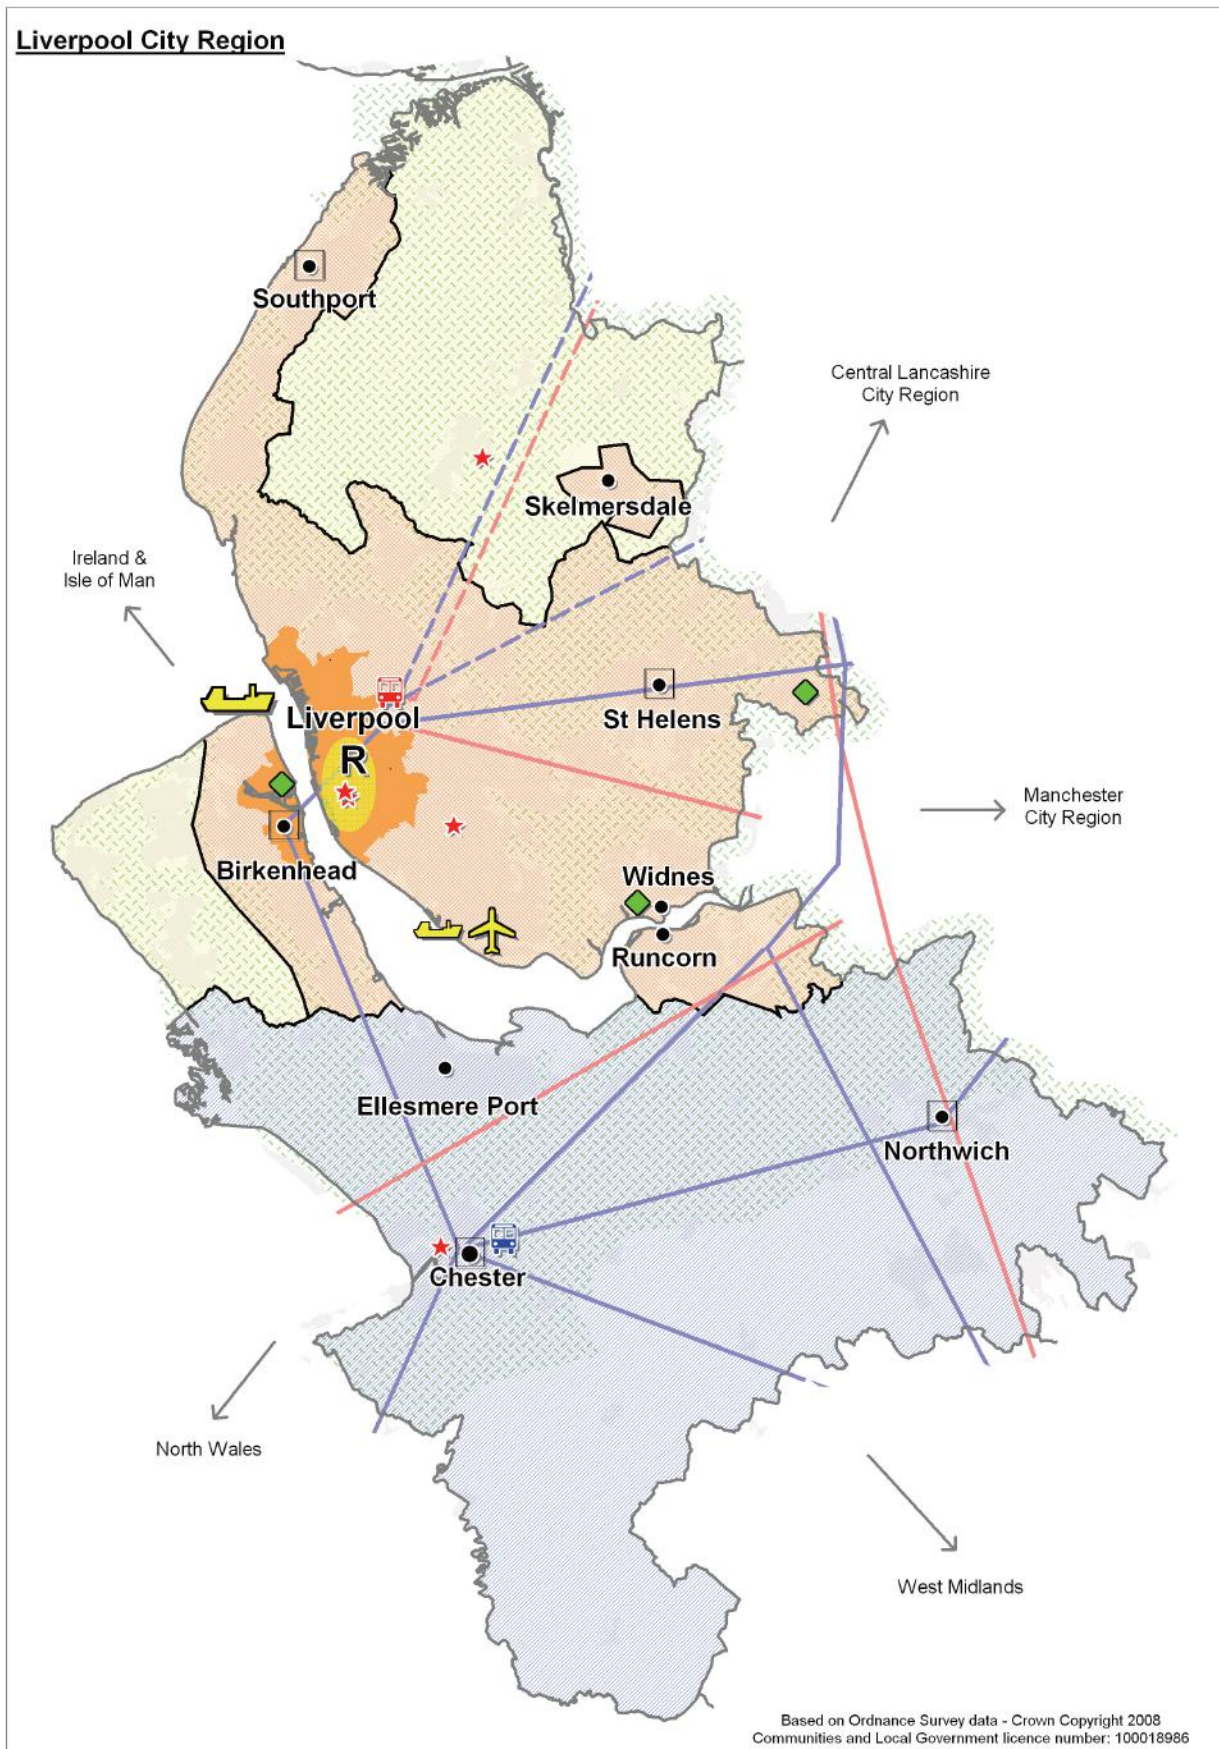 Liverpool City Region
Southport
Central Lancashire
City Region
Skelmersdale
Ireland &
Isle of Man
St Helens
Liverpool
R
Manchester
City Region
Birkenhead
Widnes
Runcorn
Ellesmere Port
Northwich
Chester
North Wales
West Midlands
Based on Ordnance Survey data - Crown Copyright 2008
Communities and Local Government licence number: 100018986